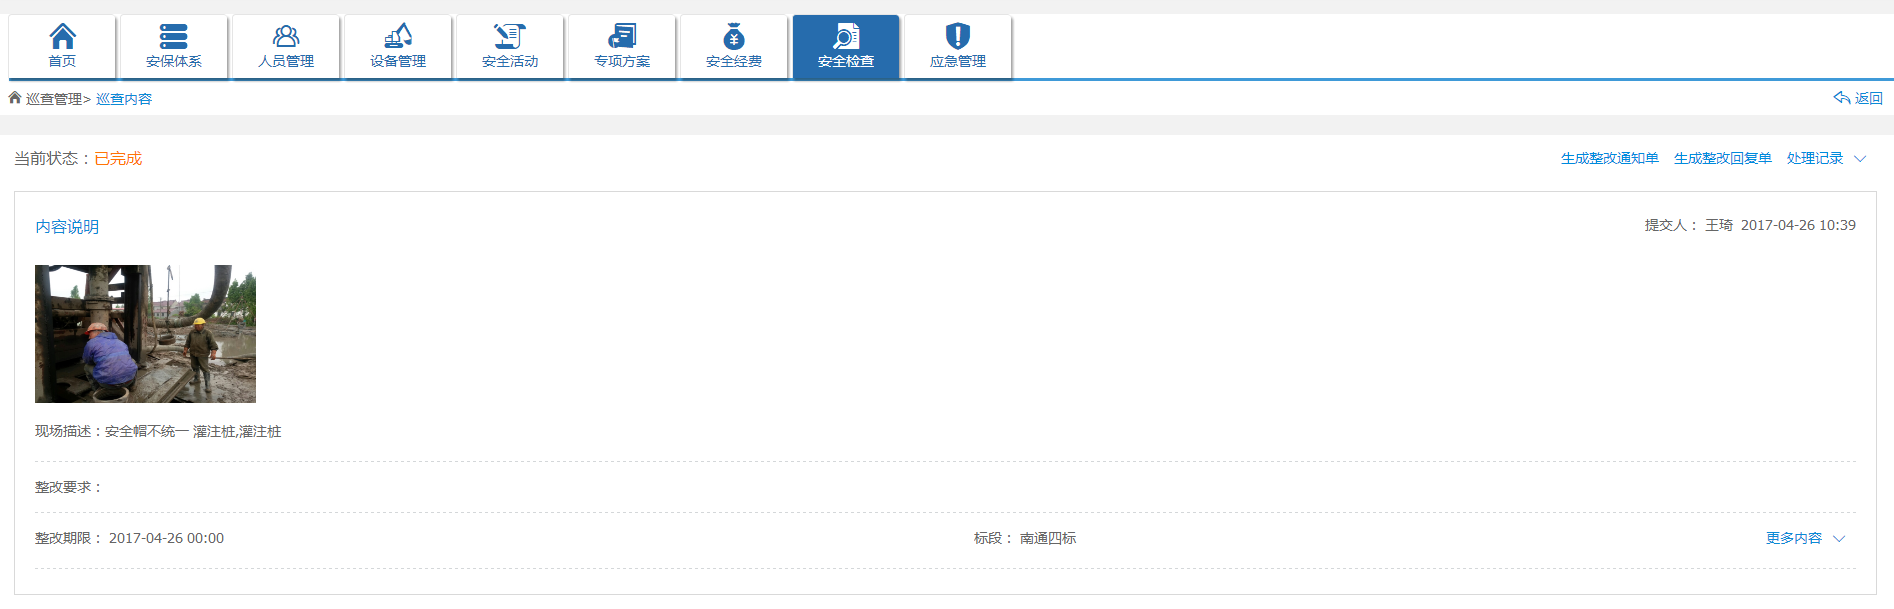 首页 安保体系 人员管理 设备管理 安全活动 专项方案 安全经费 安全检查 应急管理
巡查管理> 巡查内容 返回
当前状态：已完成 生成整改通知单 生成整改回复单 处理记录
内容说明 提交人： 王琦 2017-04-26 10:39
现场描述：安全帽不统一 灌注桩,灌注桩
整改要求：
整改期限： 2017-04-26 00:00 标段： 南通四标 更多内容